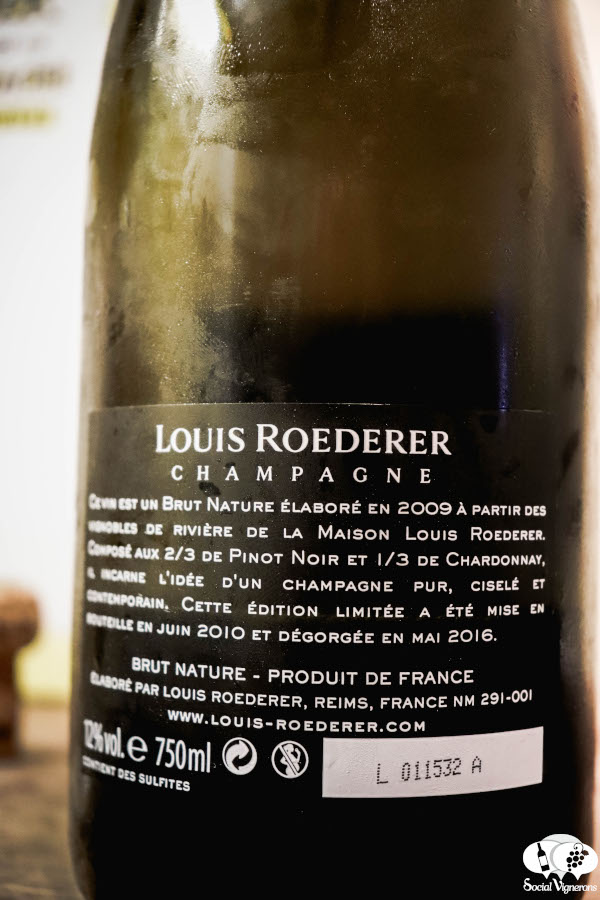 LOUIS ROEDERER
CHAMPAGNE
CE VIN EST UN BRUT NATURE ÉLABORÉ EN 2009 À PARTIR DES
VIGNOBLES DE RIVIÈRE DE LA MAISON LOUIS ROEDERER.
COMPOSÉ AUX 2/3 DE PINOT NOIR ET 1/3 DE CHARDONNAY,
IL INCARNE L'IDÉE D'UN CHAMPAGNE PUR, CISELÉ ET
CONTEMPORAIN. CETTE ÉDITION LIMITÉE A ÉTÉ MISE EN
BOUTEILLE EN JUIN 2010 ET DÉGORGÉE EN MAI 2016.
BRUT NATURE - PRODUIT DE FRANCE
ÉLABORÉ PAR LOUIS ROEDERER, REIMS, FRANCE NM 291-001
WWW.LOUIS-ROEDERER.COM
12% vol. e 750ml
CONTIENT DES SULFITES
L 011532 A
Social Vignerons